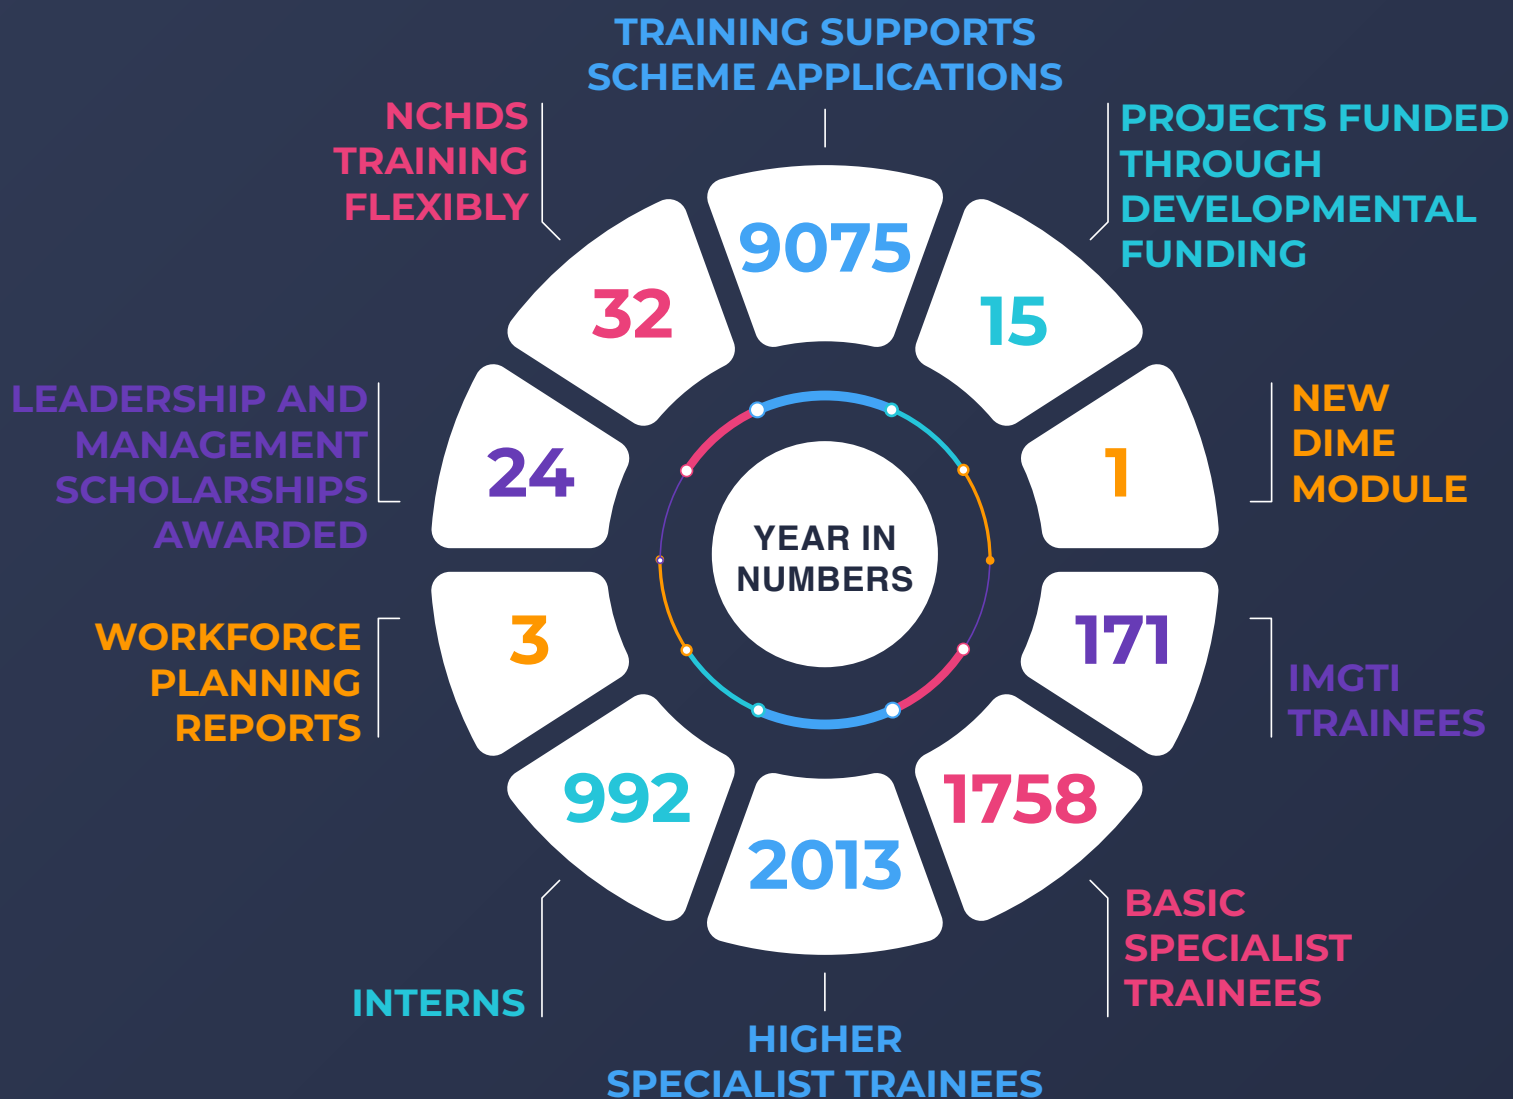 TRAINING SUPPORTS
SCHEME APPLICATIONS
9075
PROJECTS FUNDED
THROUGH
DEVELOPMENTAL
FUNDING
15
NEW
DIME
MODULE
1
IMGTI
TRAINEES
171
BASIC
SPECIALIST
TRAINEES
1758
HIGHER
SPECIALIST TRAINEES
2013
INTERNS
992
WORKFORCE
PLANNING
REPORTS
3
LEADERSHIP AND
MANAGEMENT
SCHOLARSHIPS
AWARDED
24
NCHDS
TRAINING
FLEXIBLY
32
YEAR IN
NUMBERS